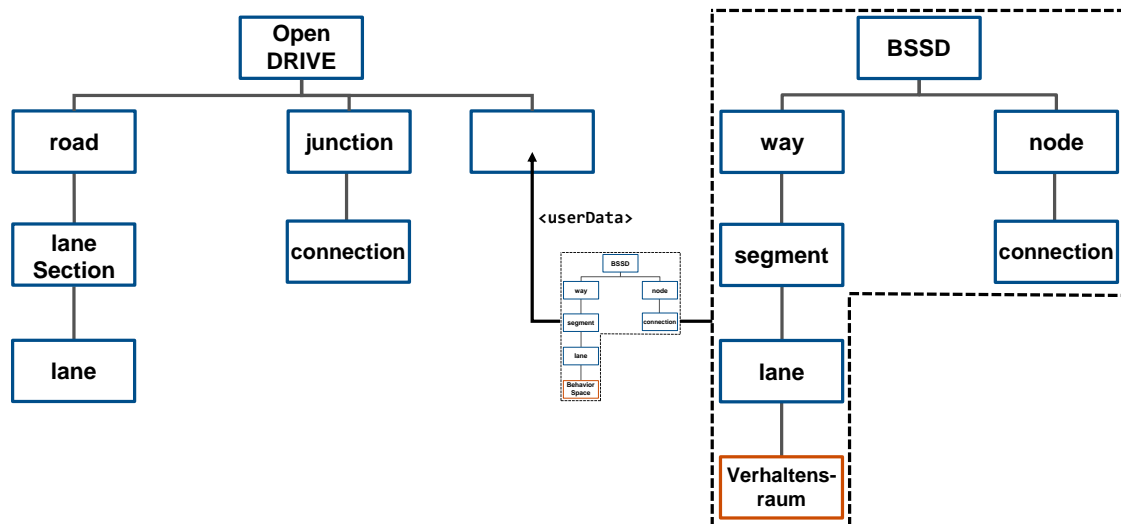 Open
DRIVE
road
junction
lane
Section
connection
lane
<userData>
BSSD
way
node
segment
connection
lane
Behavior
Space
BSSD
way
node
segment
connection
lane
Verhaltens-
raum